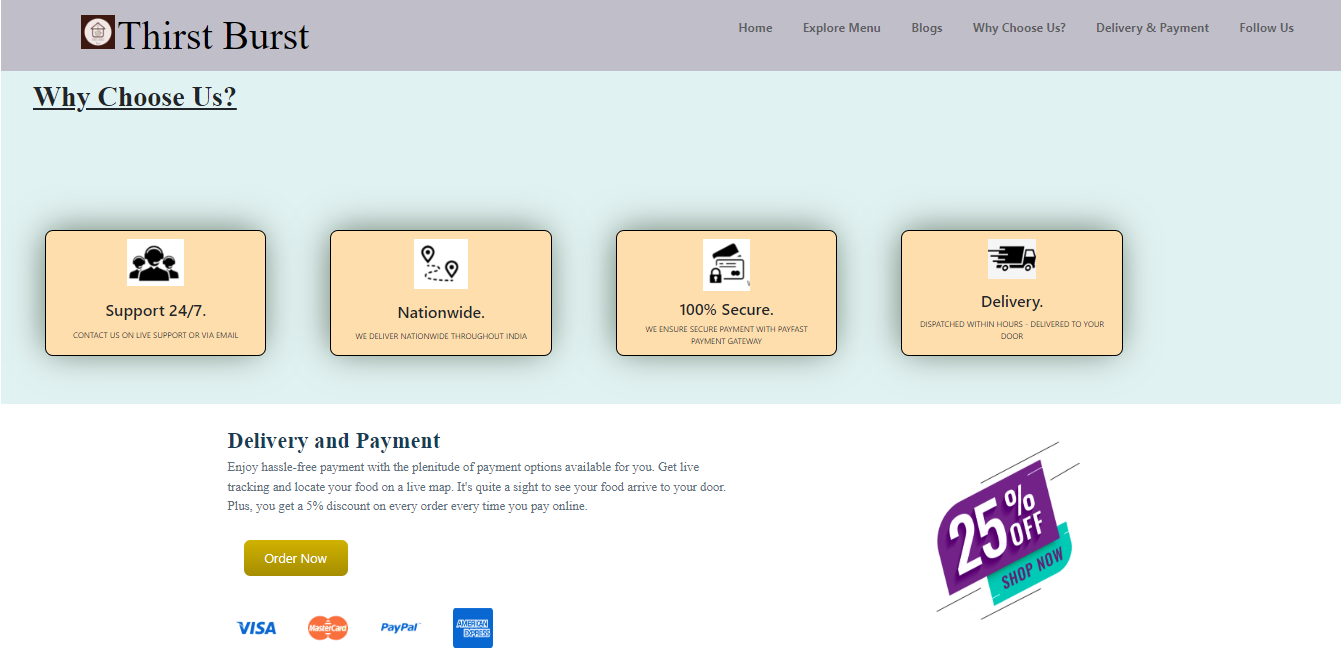 Thirst Burst
Home Explore Menu Blogs Why Choose Us? Delivery & Payment Follow Us
Why Choose Us?
Support 24/7.
CONTACT US ON LIVE SUPPORT OR VIA EMAIL
Nationwide.
WE DELIVER NATIONWIDE THROUGHOUT INDIA
100% Secure.
WE ENSURE SECURE PAYMENT WITH PAYFAST
PAYMENT GATEWAY
Delivery.
DISPATCHED WITHIN HOURS - DELIVERED TO YOUR
DOOR
Delivery and Payment
Enjoy hassle-free payment with the plenitude of payment options available for you. Get live
tracking and locate your food on a live map. It's quite a sight to see your food arrive to your door.
Plus, you get a 5% discount on every order every time you pay online.
Order Now
VISA
MasterCard
PayPal
AMERICAN
EXPRESS
25% OFF
SHOP NOW